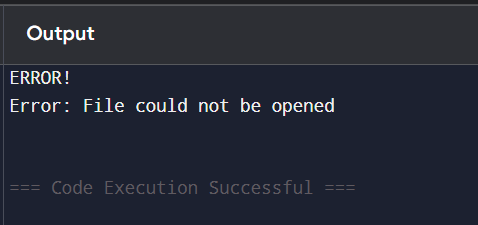 Output
ERROR!
Error: File could not be opened
=== Code Execution Successful ===